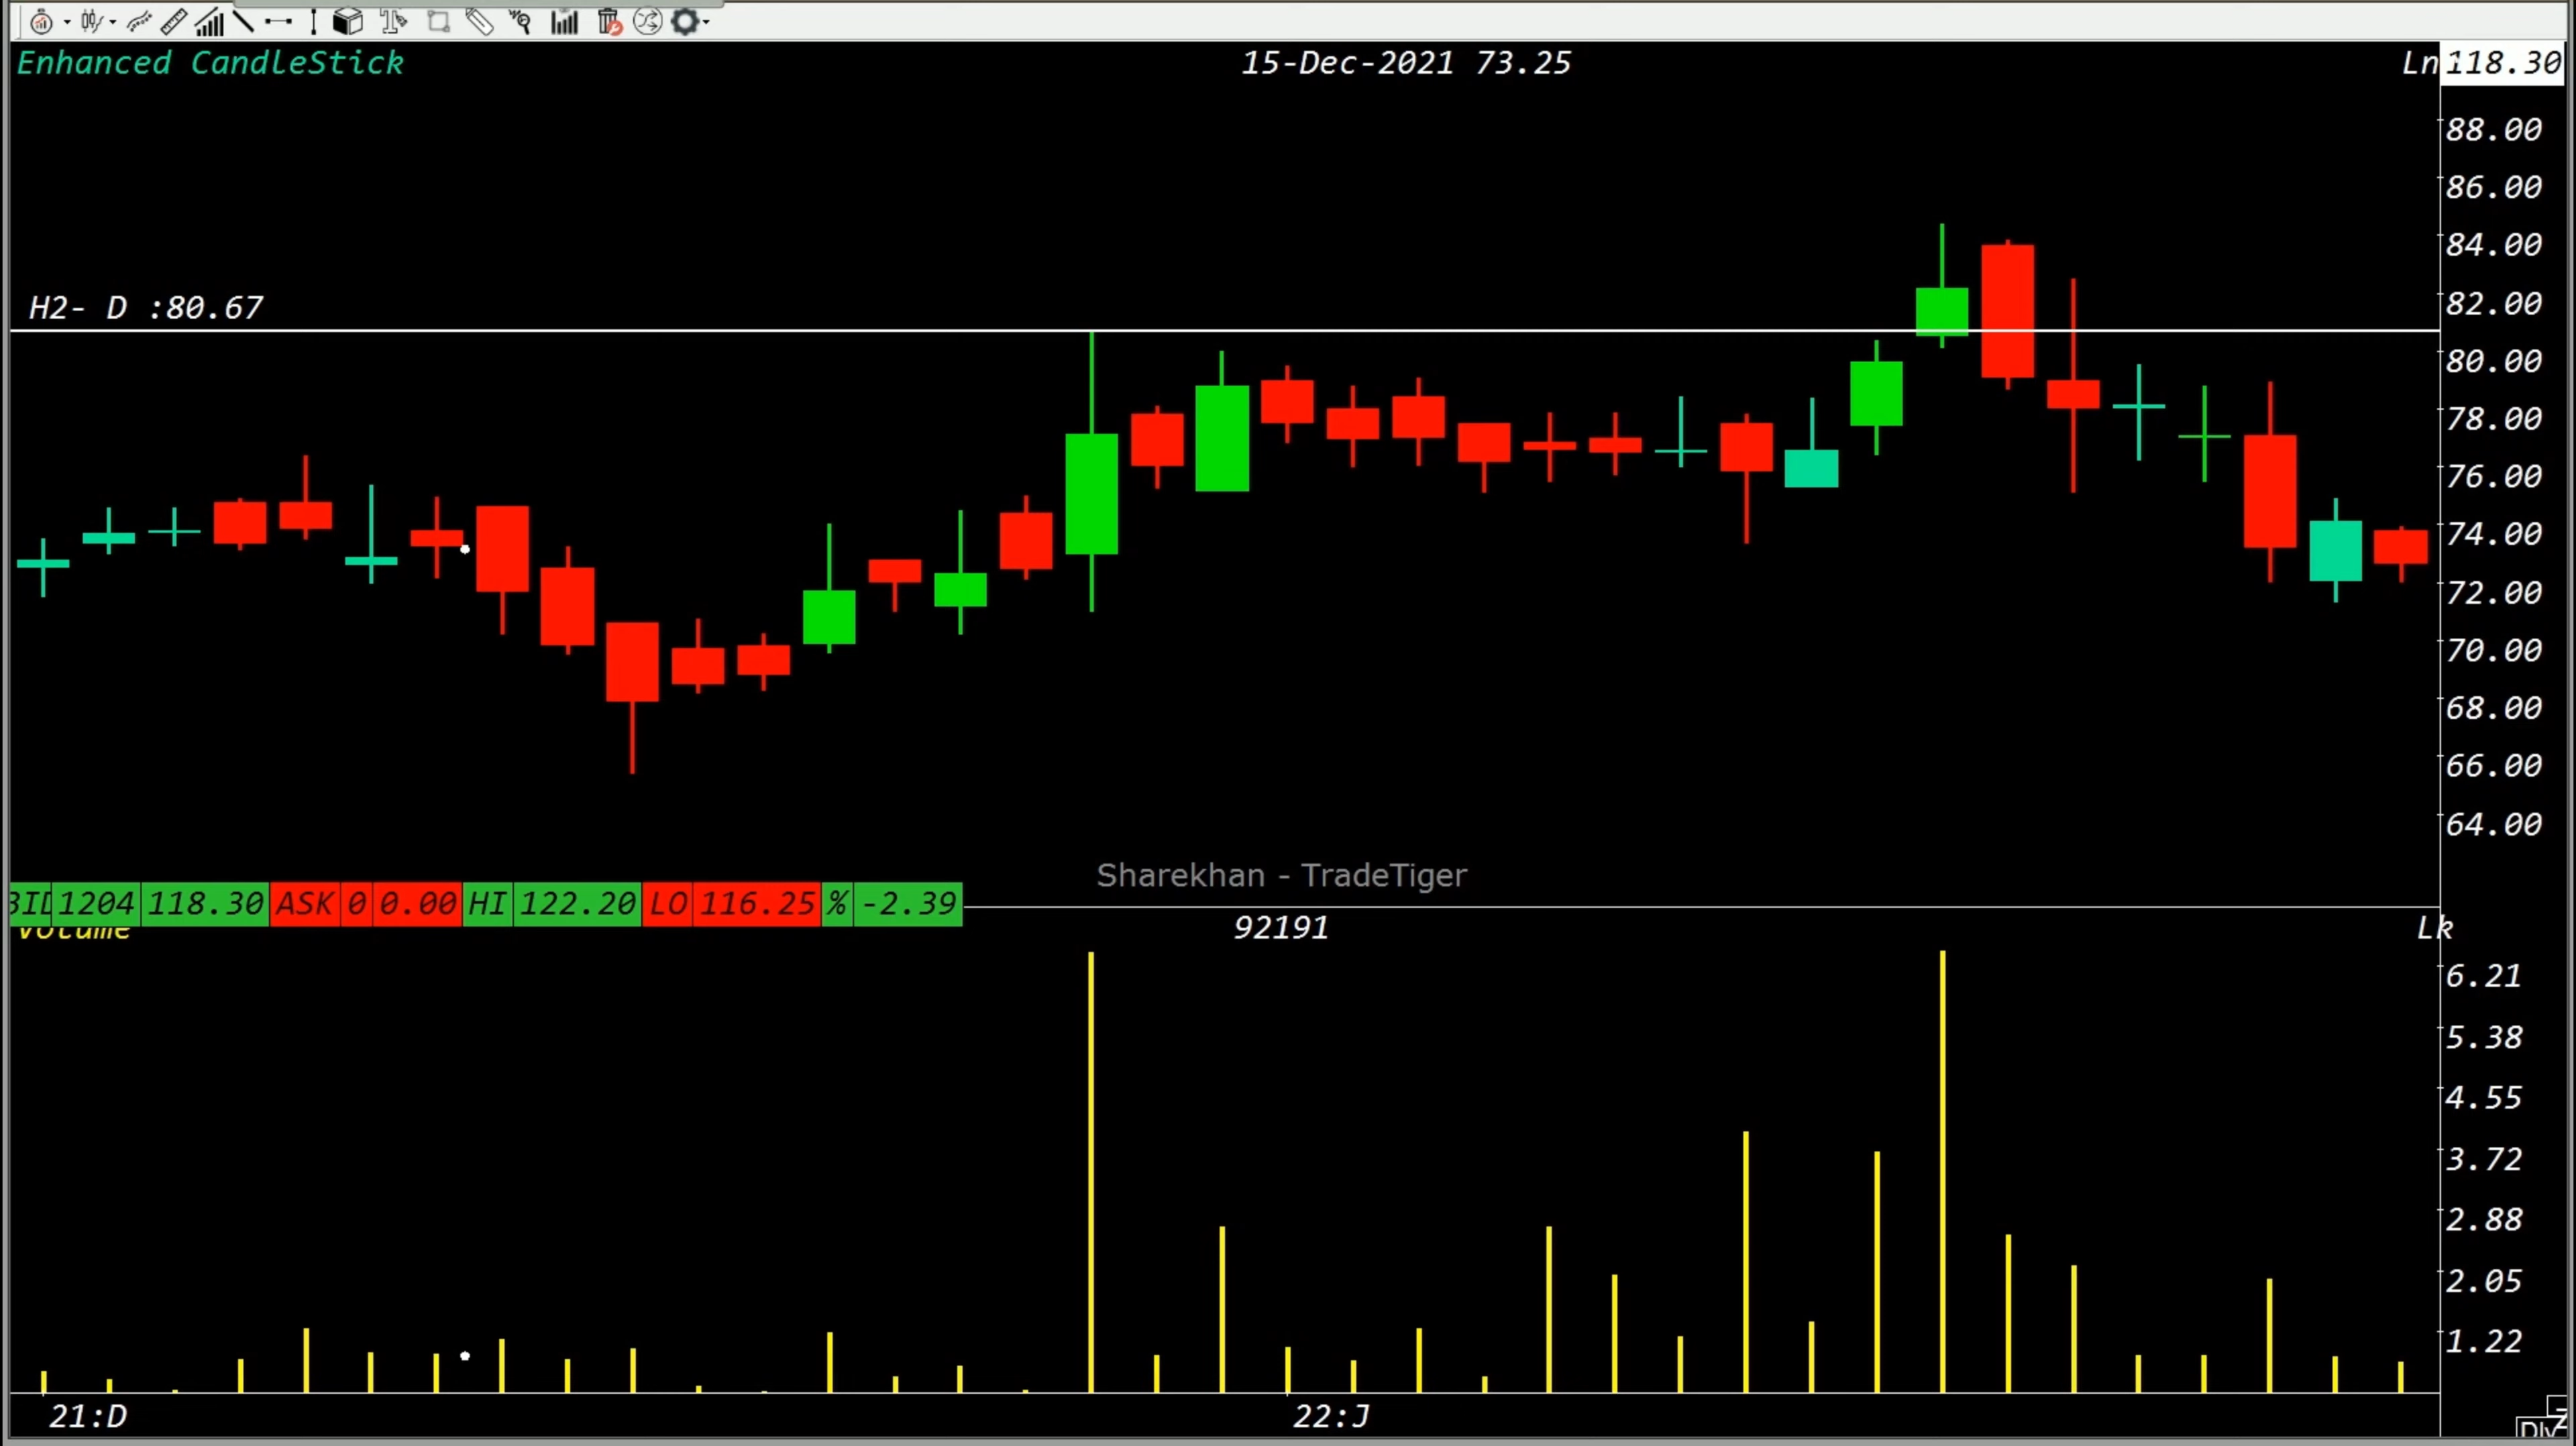 Enhanced CandleStick
15-Dec-2021 73.25
Ln 118.30
88.00
86.00
84.00
H2- D :80.67
82.00
80.00
78.00
76.00
74.00
72.00
70.00
68.00
66.00
64.00
Sharekhan - TradeTiger
BID 1204 118.30 ASK 0 0.00 HI 122.20 LO 116.25 % -2.39
Volume
92191
Lk
6.21
5.38
4.55
3.72
2.88
2.05
1.22
21:D
22:J